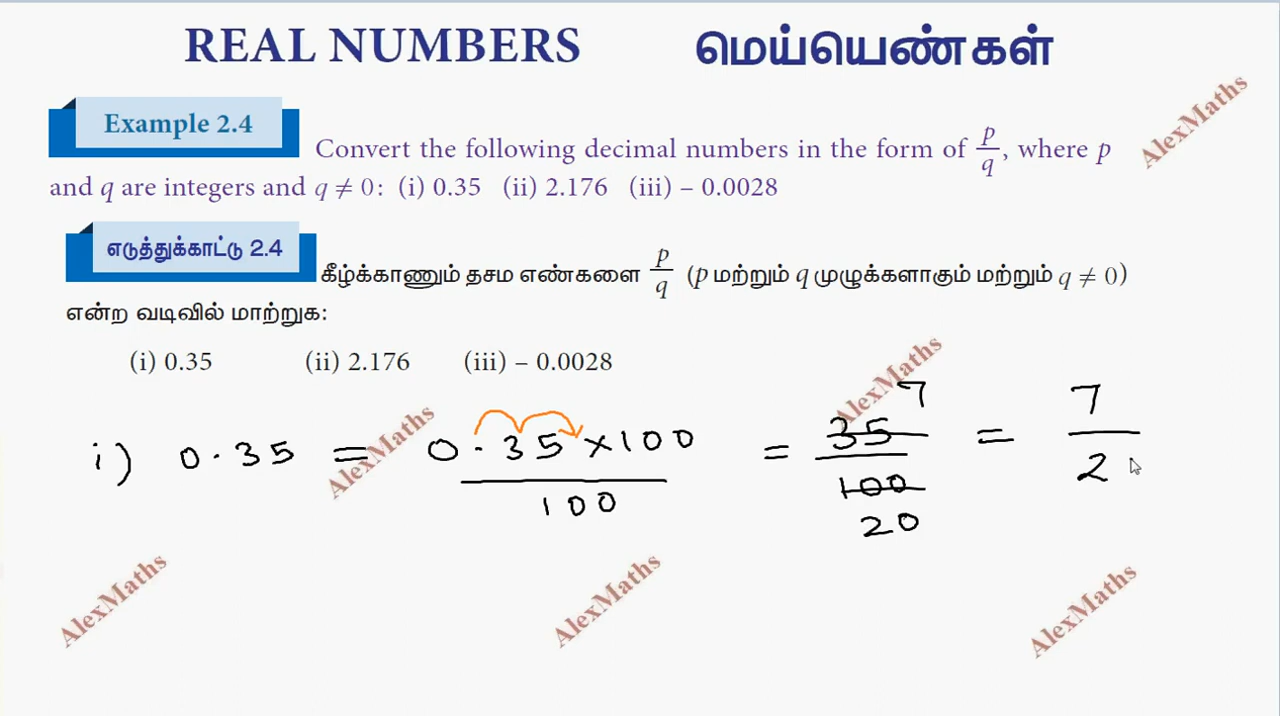 REAL NUMBERS மெய்யெண்கள்
Example 2.4
Convert the following decimal numbers in the form of p/q, where p
and q are integers and q ≠ 0: (i) 0.35 (ii) 2.176 (iii) – 0.0028
எடுத்துக்காட்டு 2.4
கீழ்க்காணும் தசம எண்களை p/q (p மற்றும் q முழுக்களாகும் மற்றும் q ≠ 0)
என்ற வடிவில் மாற்றுக:
(i) 0.35 (ii) 2.176 (iii) – 0.0028
i) 0.35 = 0.35×100 / 100 = 35 7 / 100 20 = 7 / 2
AlexMaths
AlexMaths
AlexMaths
AlexMaths
AlexMaths
AlexMaths